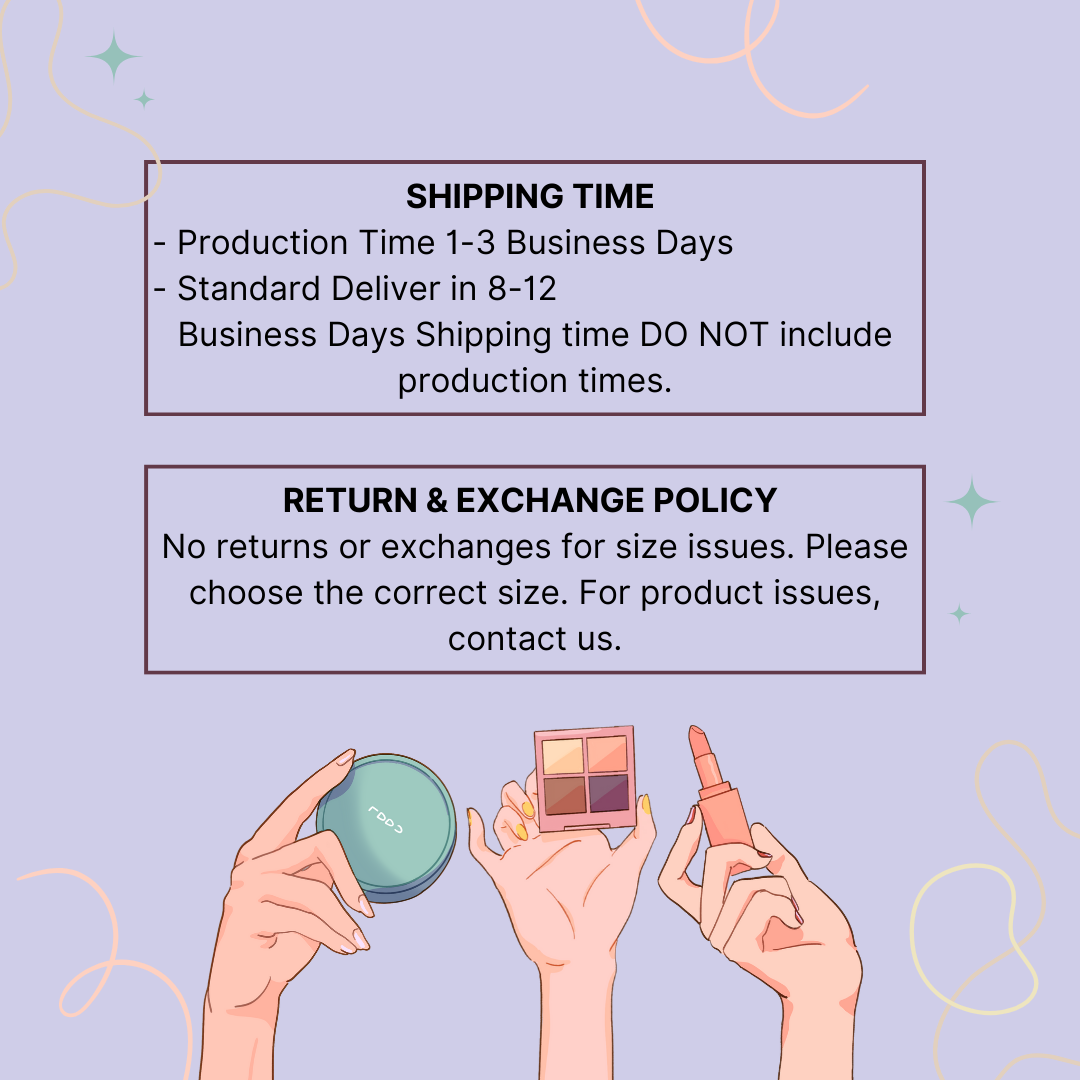 SHIPPING TIME
- Production Time 1-3 Business Days
- Standard Deliver in 8-12
Business Days Shipping time DO NOT include
production times.
RETURN & EXCHANGE POLICY
No returns or exchanges for size issues. Please
choose the correct size. For product issues,
contact us.